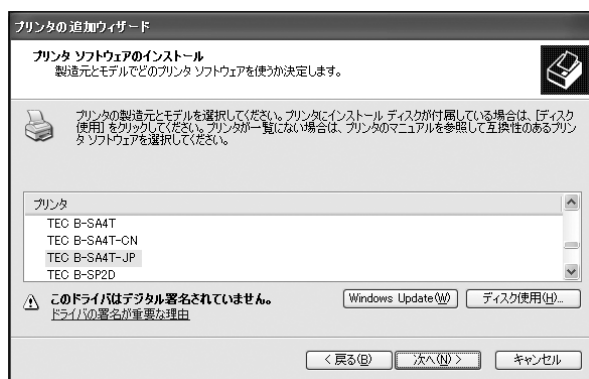 プリンタの追加ウィザード
プリンタ ソフトウェアのインストール
製造元とモデルでどのプリンタ ソフトウェアを使うか決定します。
プリンタの製造元とモデルを選択してください。プリンタにインストール ディスクが付属している場合は、[ディスク
使用] をクリックしてください。プリンタが一覧にない場合は、プリンタのマニュアルを参照して互換性のあるプリン
タ ソフトウェアを選択してください。
プリンタ
TEC B-SA4T
TEC B-SA4T-CN
TEC B-SA4T-JP
TEC B-SP2D
このドライバはデジタル署名されていません。
ドライバの署名が重要な理由
Windows Update(W)
ディスク使用(H)...
< 戻る(B)
次へ(N) >
キャンセル